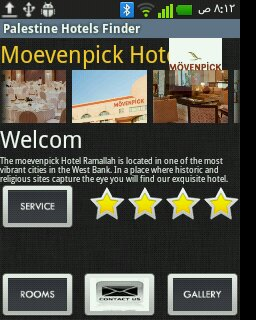 ٨:١٢ ص
Palestine Hotels Finder
Moevenpick Hot
MÖVENPICK
MÖVENPICK
Welcom
The moevenpick Hotel Ramallah is located in one of the most
vibrant cities in the West Bank. In a place where historic and
religious sites capture the eye you will find our exquisite hotel.
SERVICE
ROOMS
CONTACT US
GALLERY